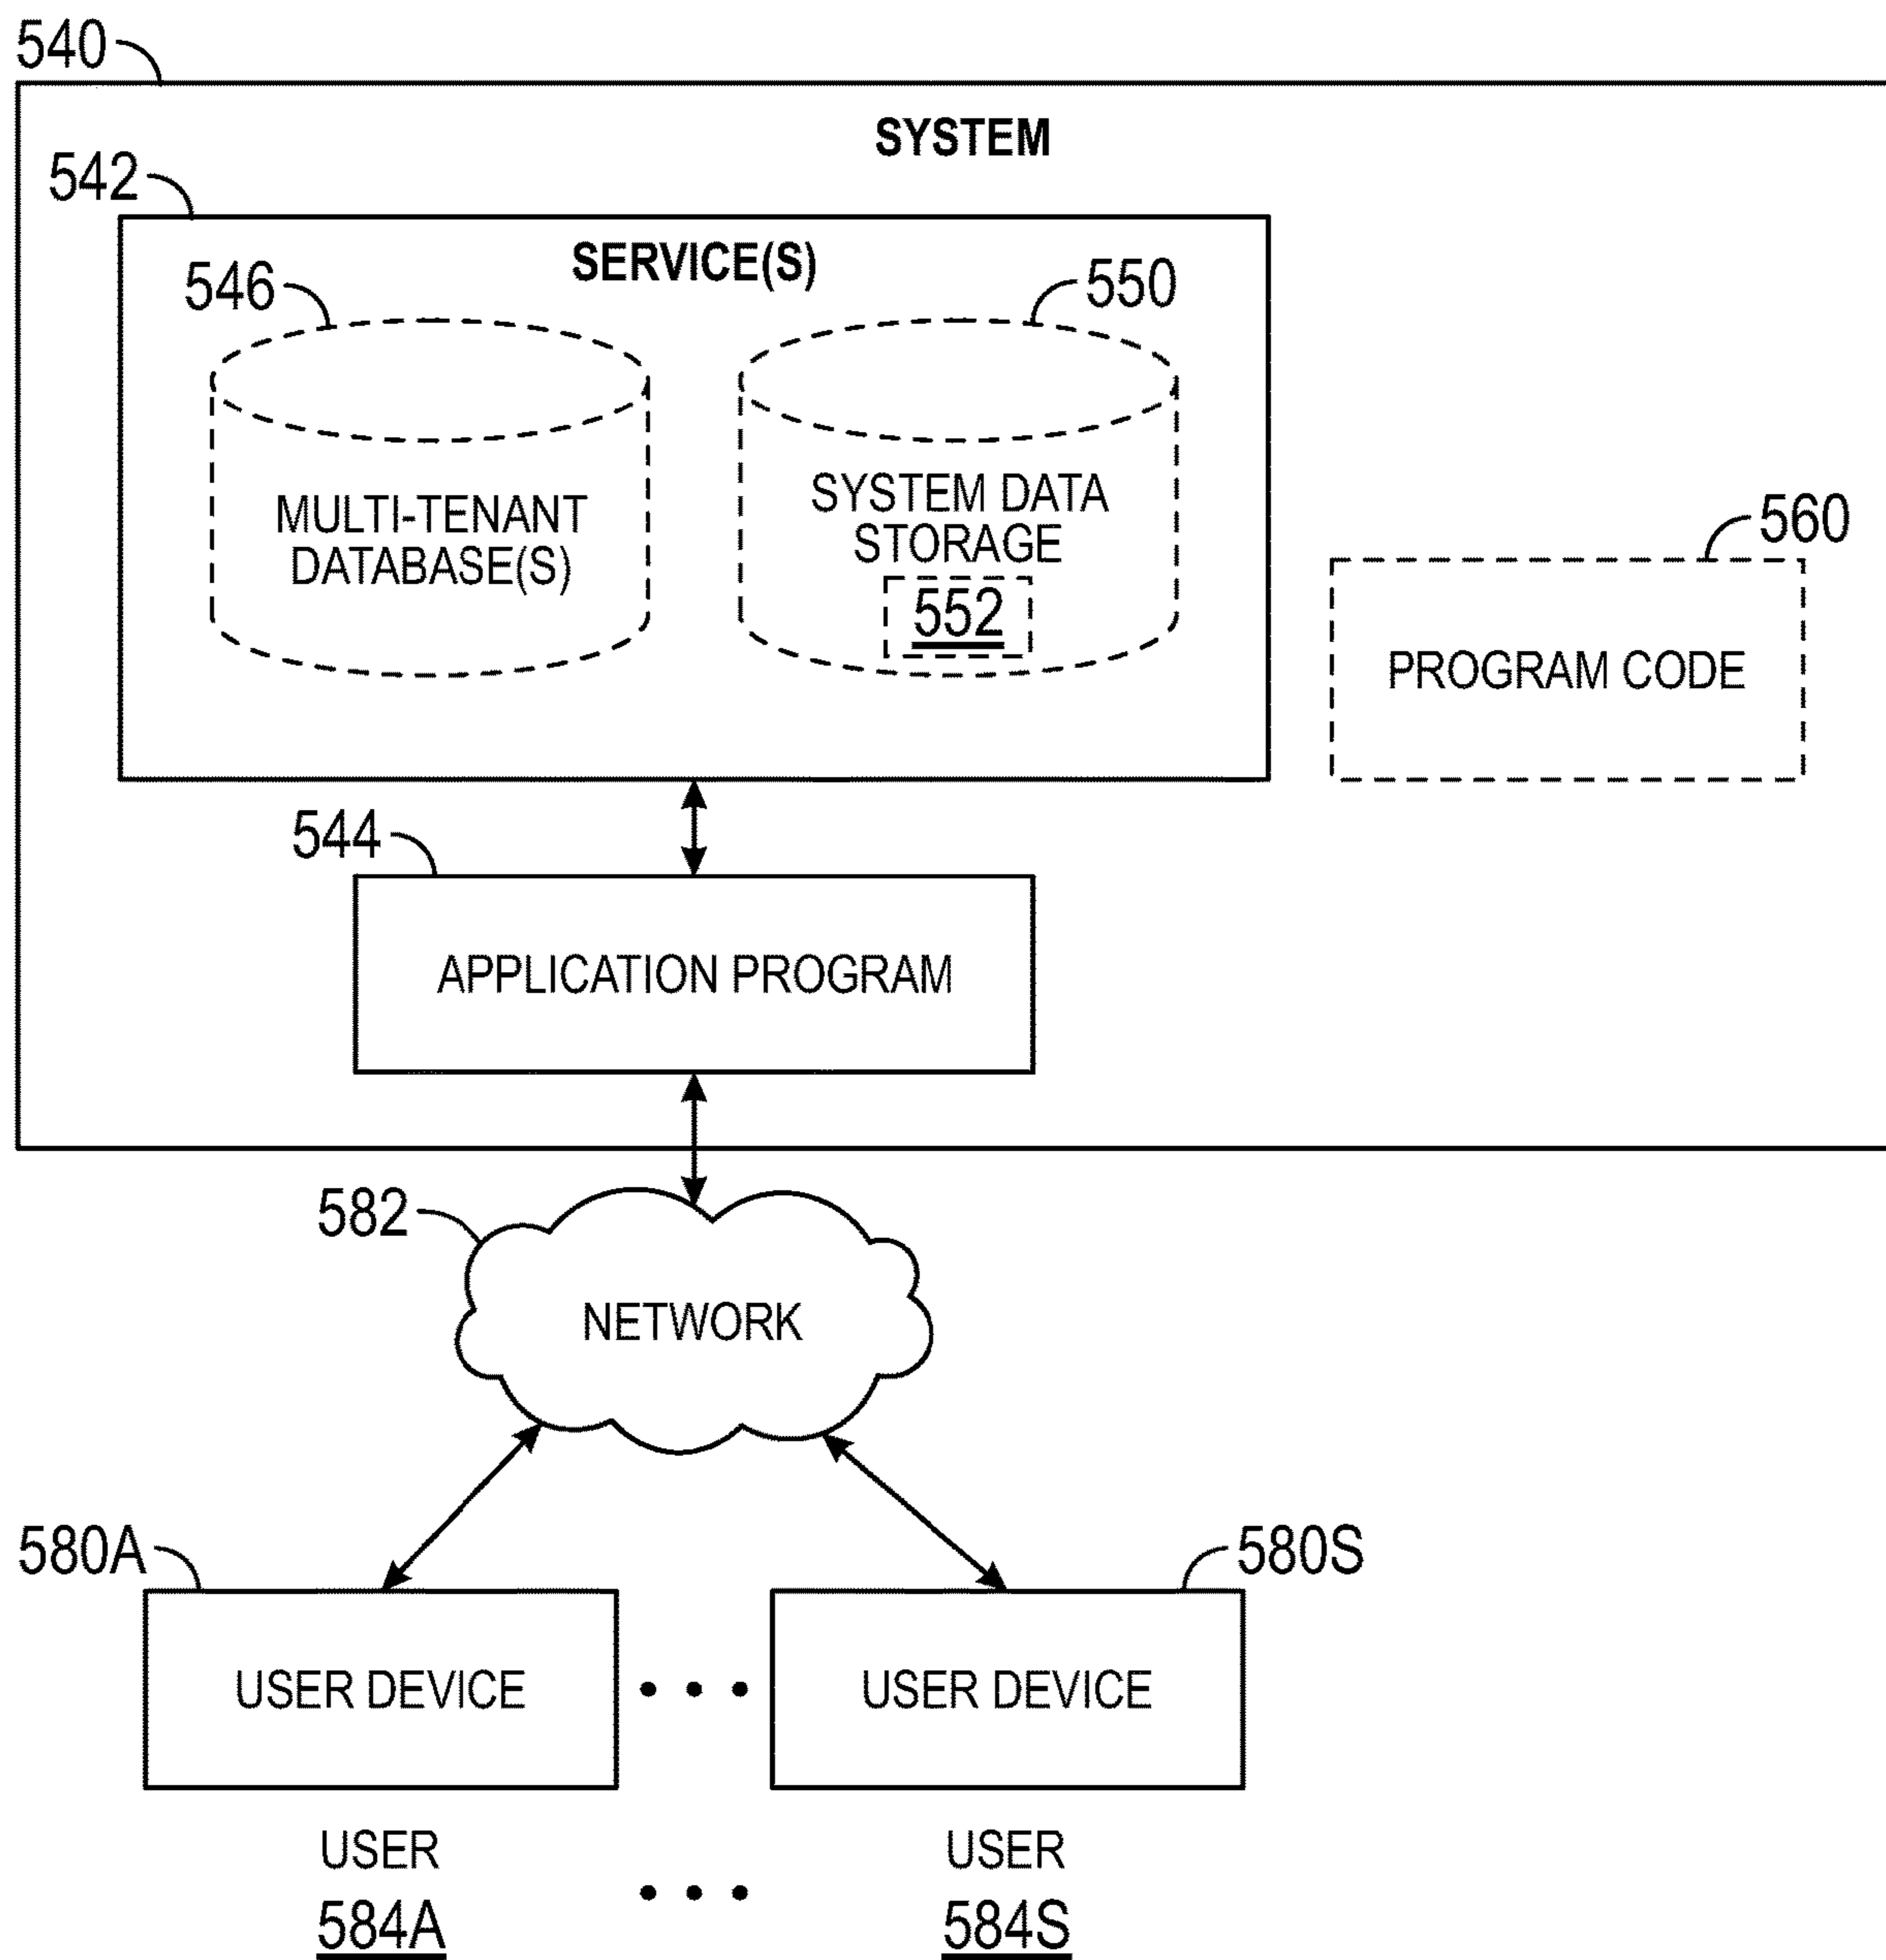 540
SYSTEM
542
SERVICE(S)
546
550
MULTI-TENANT
DATABASE(S)
SYSTEM DATA
STORAGE
552
560
PROGRAM CODE
544
APPLICATION PROGRAM
582
NETWORK
580A
580S
USER DEVICE
USER DEVICE
USER
584A
USER
584S